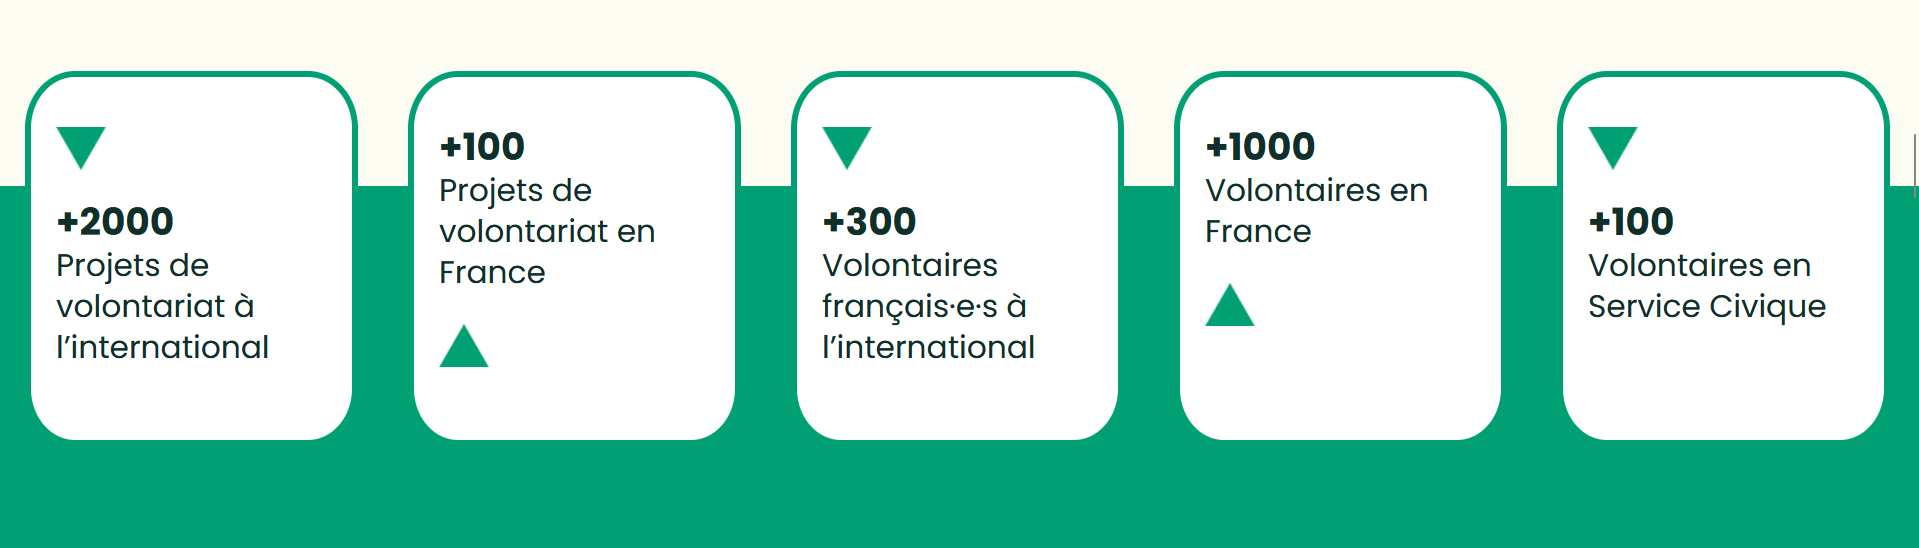 +2000
Projets de
volontariat à
l’international
+100
Projets de
volontariat en
France
+300
Volontaires
français·e·s à
l’international
+1000
Volontaires en
France
+100
Volontaires en
Service Civique